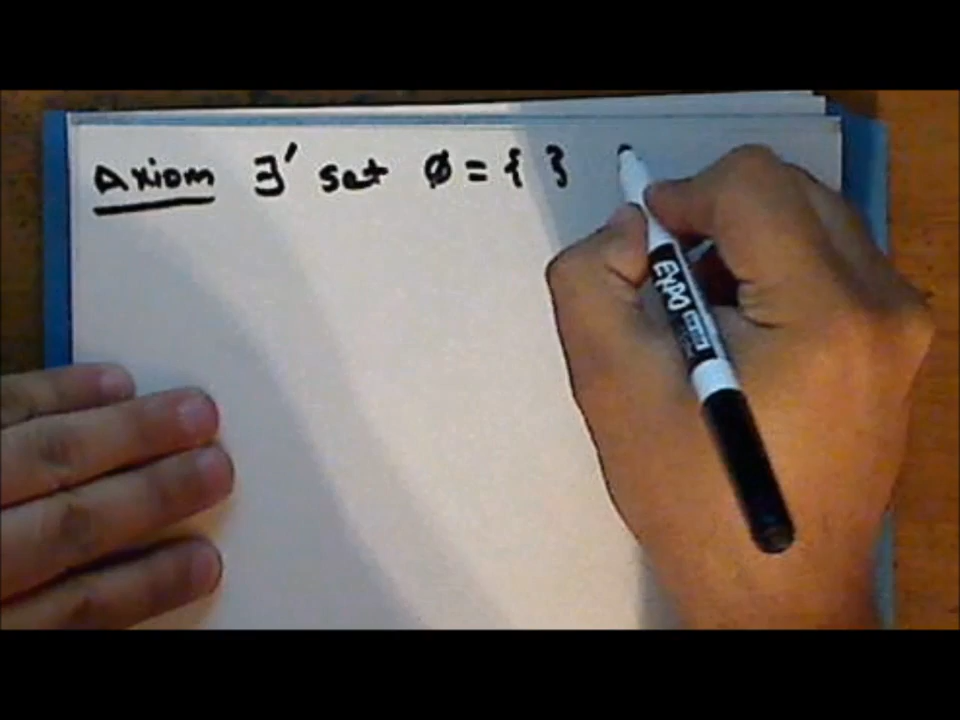 Axiom ∃′ set ∅ = { }
EXPO